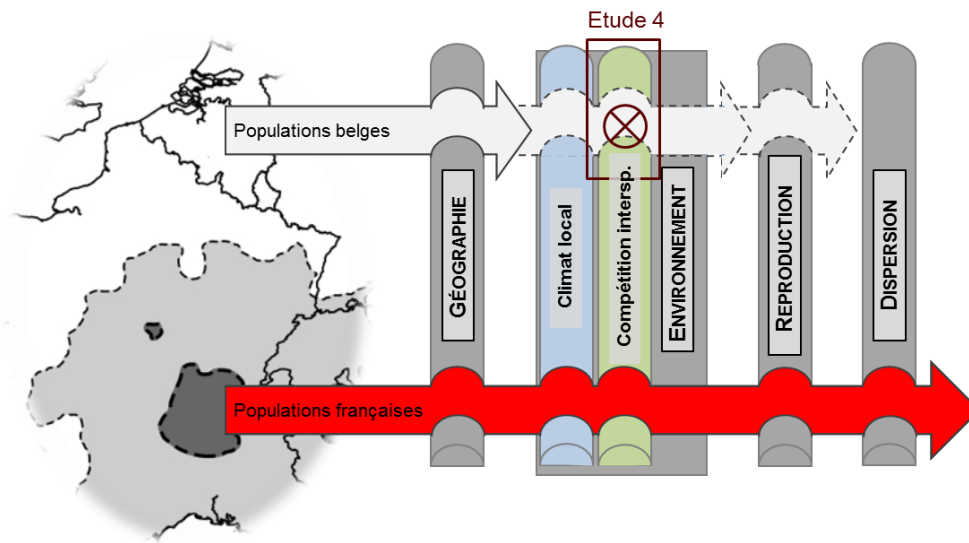 Etude 4
Populations belges
GÉOGRAPHIE
Climat local
Compétition intersp.
ENVIRONNEMENT
REPRODUCTION
DISPERSION
Populations françaises